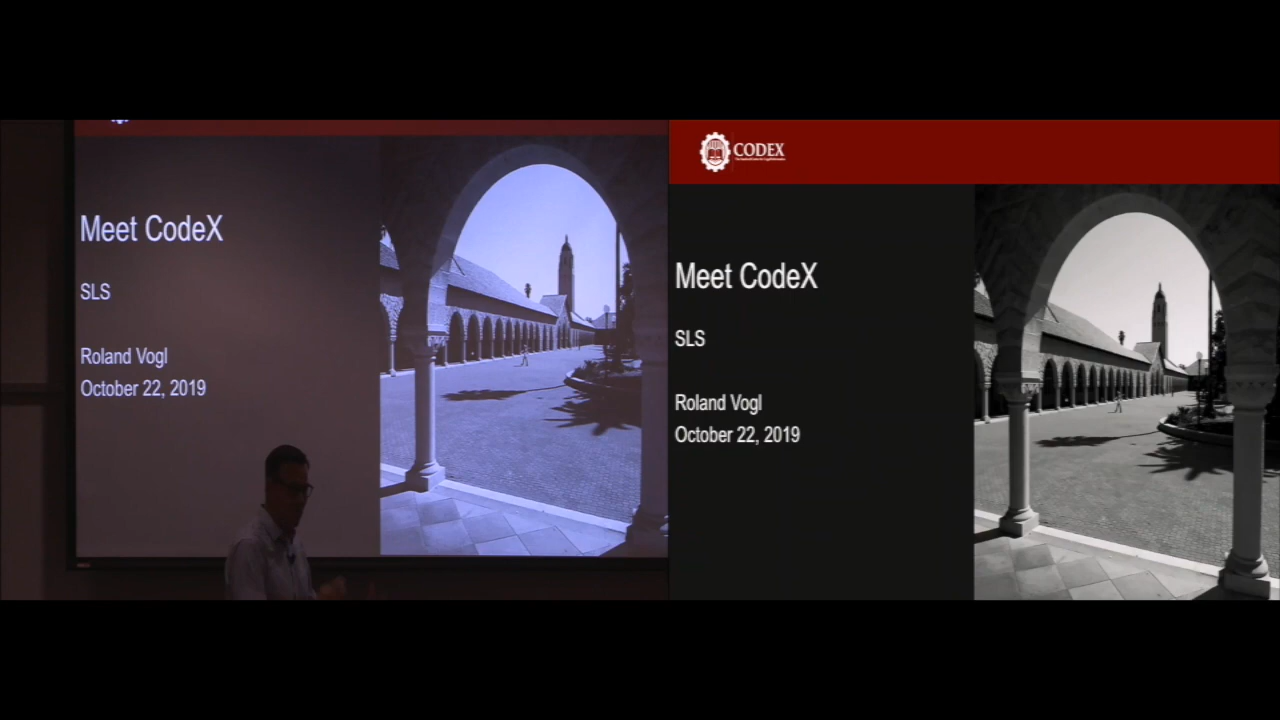 Meet CodeX
SLS
Roland Vogl
October 22, 2019
CODEX
Meet CodeX
SLS
Roland Vogl
October 22, 2019